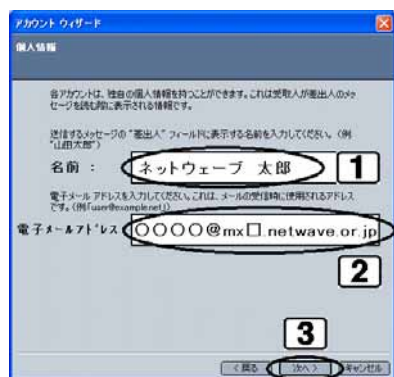 アカウント ウィザード
個人情報
各アカウントは、独自の個人情報を持つことができます。これは受取人が差出人のメッ
セージを読む際に表示される情報です。
送信するメッセージの "差出人" フィールドに表示する名前を入力してください。(例
"山田太郎")
名前 : ネットウェーブ 太郎
1
電子メール アドレスを入力してください。これは、メールの受信時に使用されるアドレス
です。(例「user@example.net」)
電子メールアドレス 〇〇〇〇@mx□.netwave.or.jp
2
3
< 戻る 次へ > キャンセル